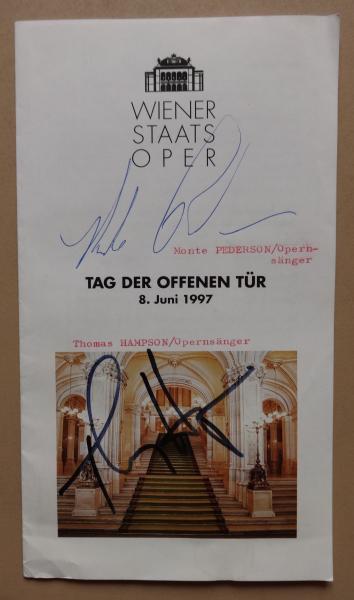 WIENER
STAATS
OPER
Monte PEDERSON/Opern-
sänger
TAG DER OFFENEN TÜR
8. Juni 1997
Thomas HAMPSON/Opernsänger